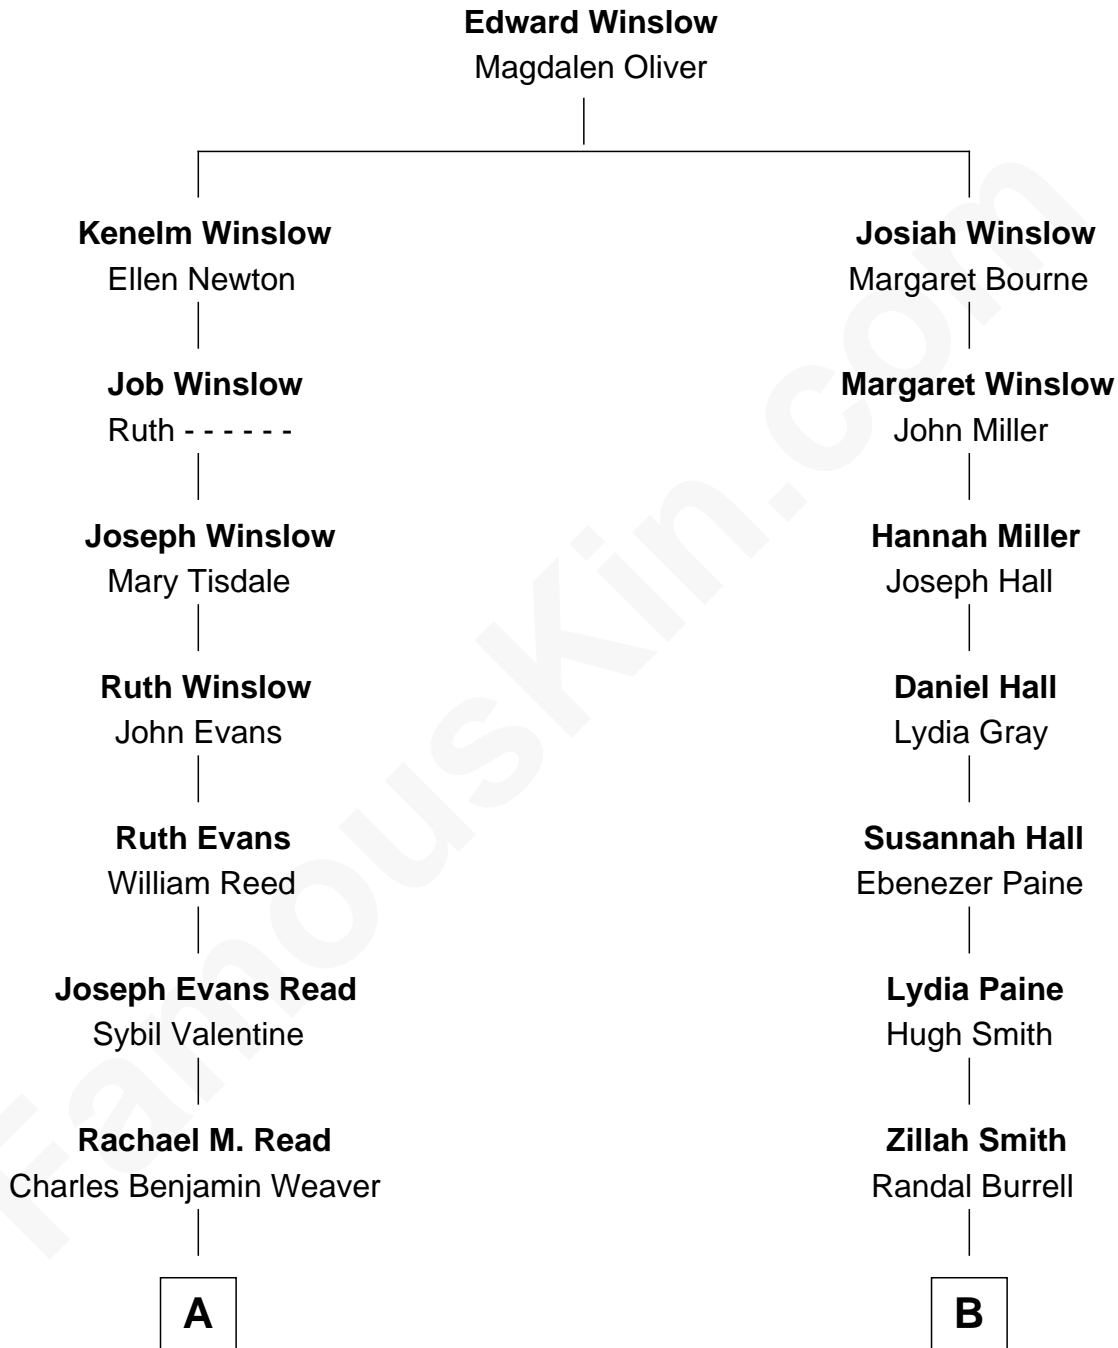 Edward Winslow
Magdalen Oliver
Kenelm Winslow
Ellen Newton
Job Winslow
Ruth - - - - - -
Joseph Winslow
Mary Tisdale
Ruth Winslow
John Evans
Ruth Evans
William Reed
Joseph Evans Read
Sybil Valentine
Rachael M. Read
Charles Benjamin Weaver
A
Josiah Winslow
Margaret Bourne
Margaret Winslow
John Miller
Hannah Miller
Joseph Hall
Daniel Hall
Lydia Gray
Susannah Hall
Ebenezer Paine
Lydia Paine
Hugh Smith
Zillah Smith
Randal Burrell
B
FamousKin.com